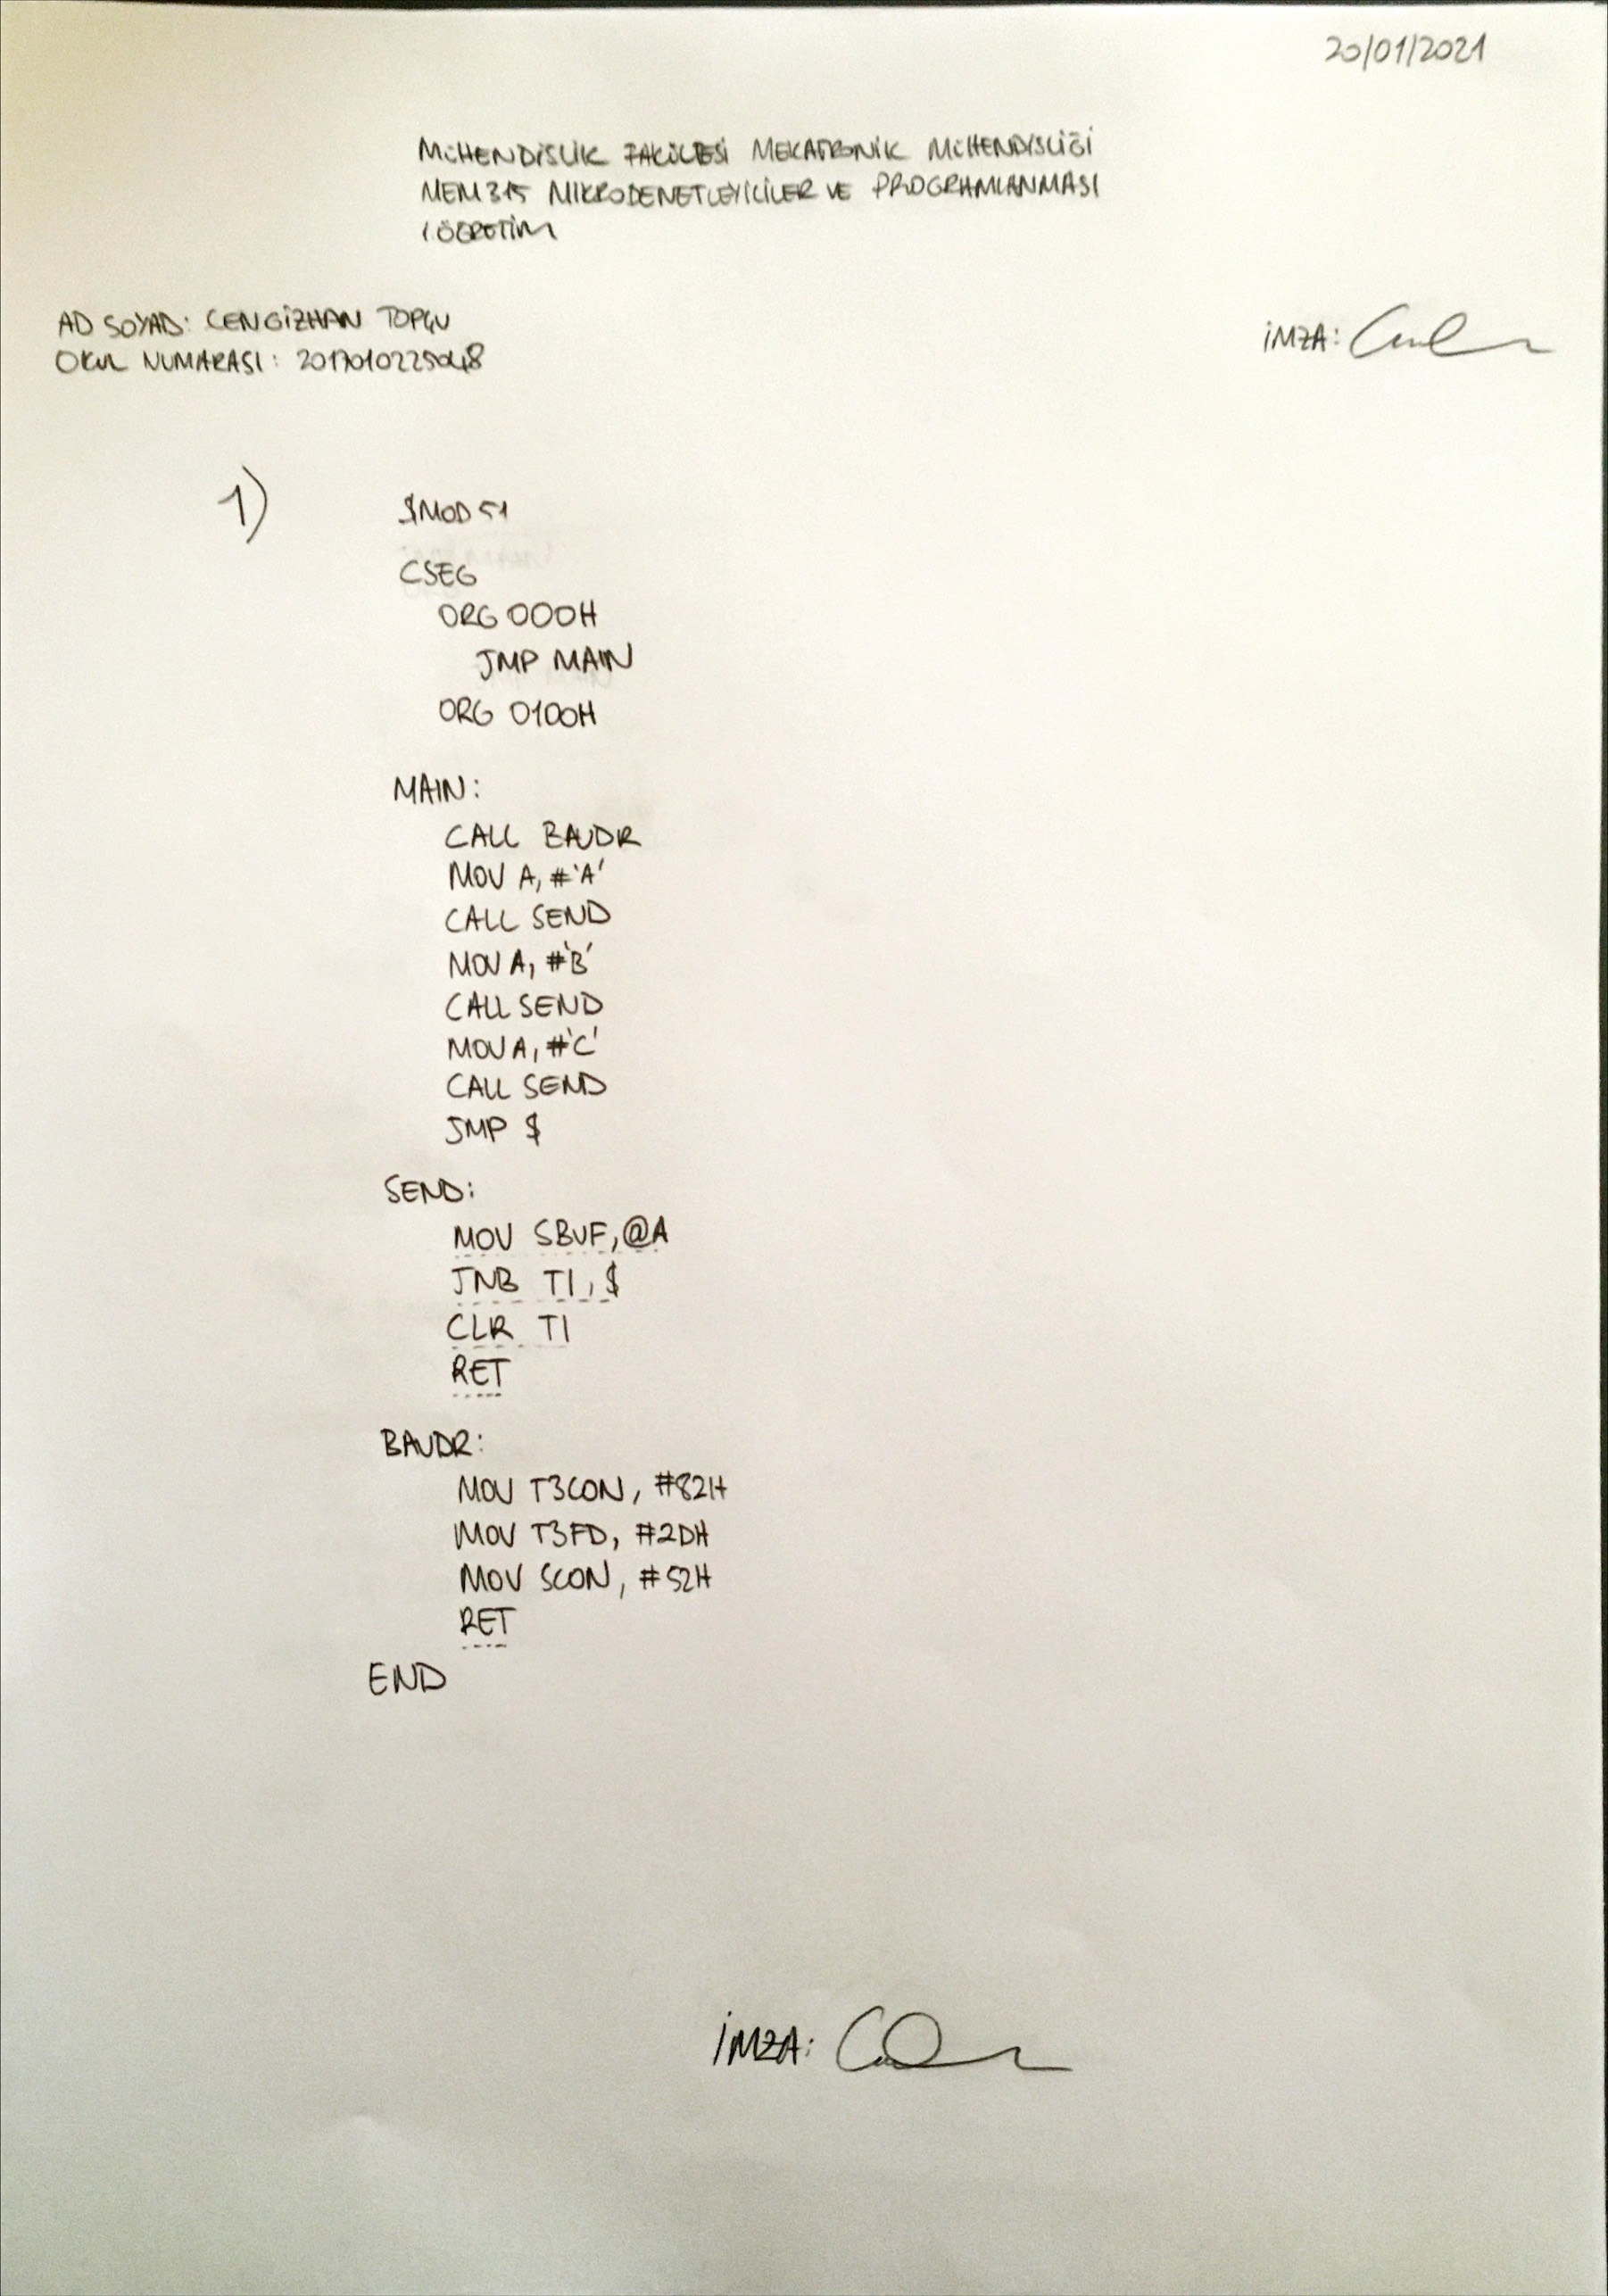 20/01/2021
MÜHENDİSLİK FAKÜLTESİ MEKATRONİK MÜHENDİSLİĞİ
MEM315 MİKRODENETLEYİCİLER VE PROGRAMLANMASI
1.ÖĞRETİM
AD SOYAD: CENGİZHAN TOPÇU
İMZA:
OKUL NUMARASI: 2017010225048
1)
$MOD51
CSEG
ORG 000H
JMP MAIN
ORG 0100H
MAIN:
CALL BAUDR
MOV A, #'A'
CALL SEND
MOV A, #'B'
CALL SEND
MOV A, #'C'
CALL SEND
JMP $
SEND:
MOV SBUF, @A
JNB TI, $
CLR TI
RET
BAUDR:
MOV T3CON, #82H
MOV T3FD, #2DH
MOV SCON, #52H
RET
END
İMZA: